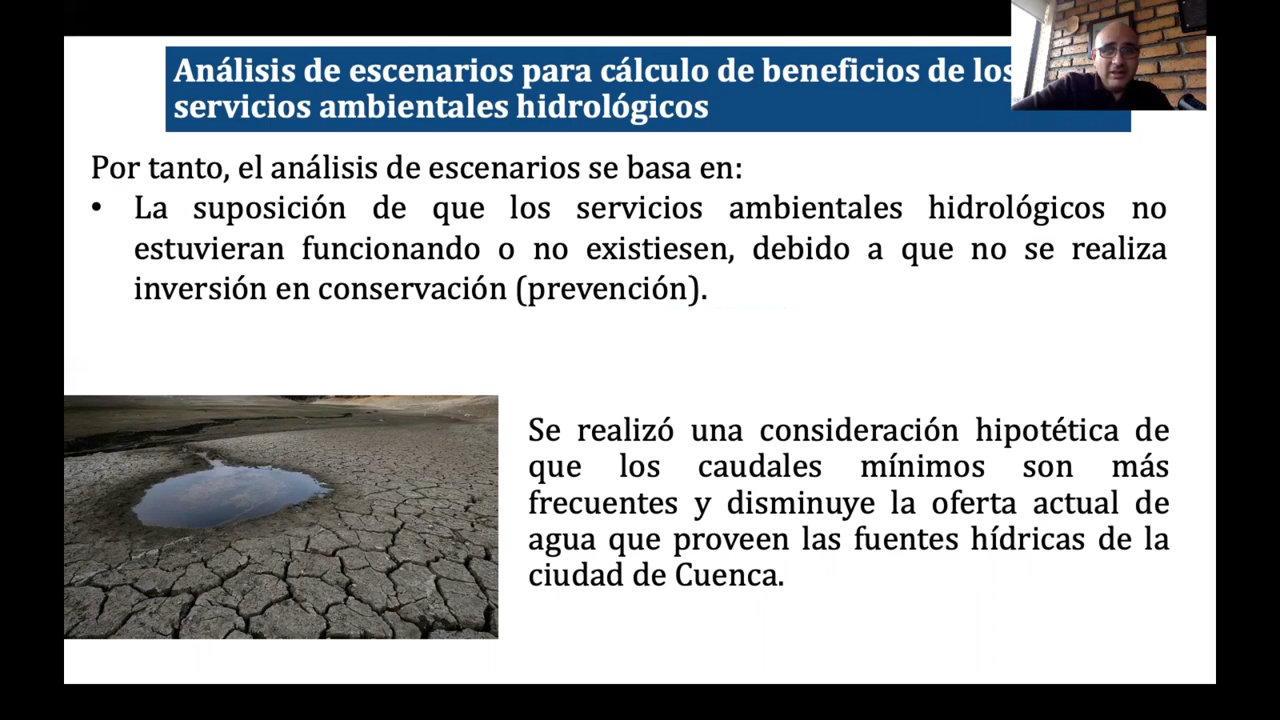 Análisis de escenarios para cálculo de beneficios de los
servicios ambientales hidrológicos
Por tanto, el análisis de escenarios se basa en:
• La suposición de que los servicios ambientales hidrológicos no
estuvieran funcionando o no existiesen, debido a que no se realiza
inversión en conservación (prevención).
Se realizó una consideración hipotética de
que los caudales mínimos son más
frecuentes y disminuye la oferta actual de
agua que proveen las fuentes hídricas de la
ciudad de Cuenca.